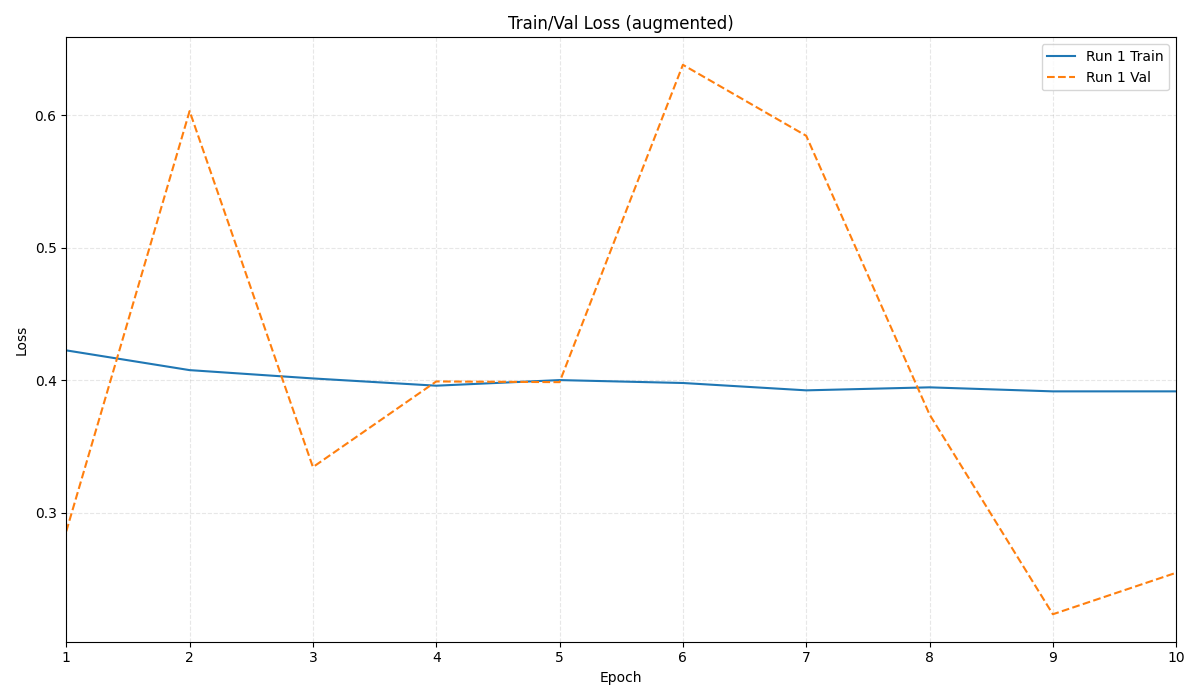 Train/Val Loss (augmented)
Run 1 Train
Run 1 Val
0.6
0.5
0.4
0.3
Loss
1 2 3 4 5 6 7 8 9 10
Epoch